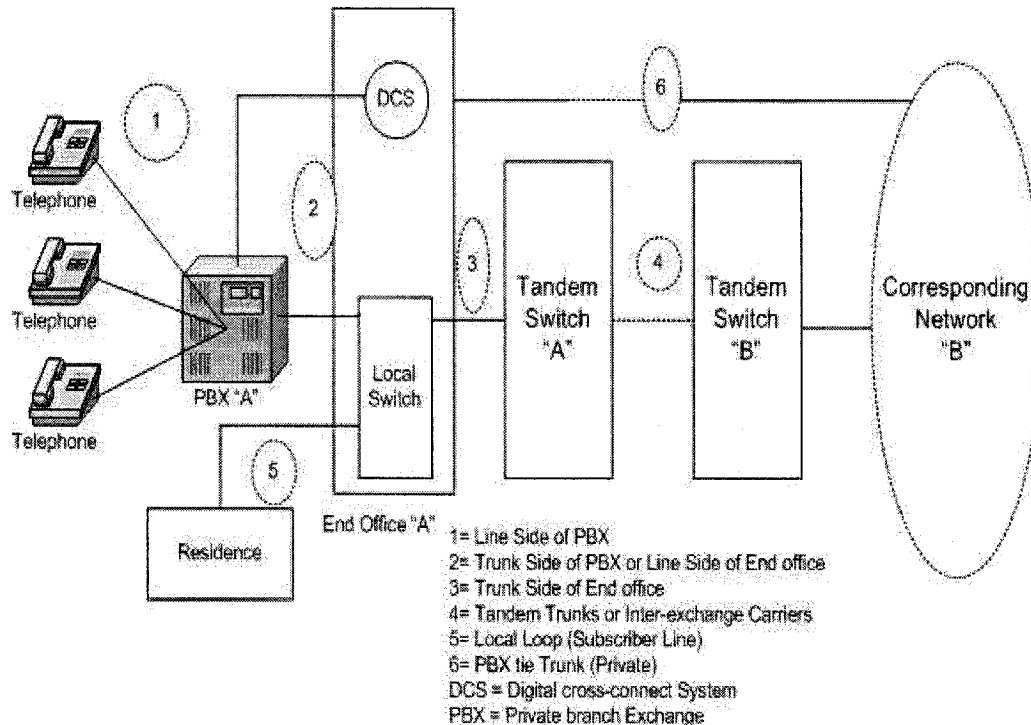 1
DCS
6
Telephone
2
Telephone
3
4
Tandem
Switch
"A"
Tandem
Switch
"B"
Corresponding
Network
"B"
PBX "A"
Local
Switch
Telephone
5
Residence
End Office "A"
1= Line Side of PBX
2= Trunk Side of PBX or Line Side of End office
3= Trunk Side of End office
4= Tandem Trunks or Inter-exchange Carriers
5= Local Loop (Subscriber Line)
6= PBX tie Trunk (Private)
DCS = Digital cross-connect System
PBX = Private branch Exchange